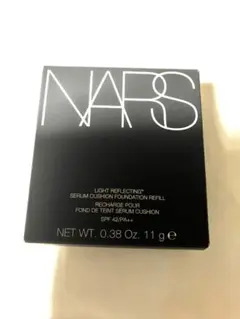 NARS
LIGHT REFLECTING™
SERUM CUSHION FOUNDATION REFILL
RECHARGE POUR
FOND DE TEINT SÉRUM CUSHION
SPF 42/PA++
NET WT. 0.38 Oz. 11 g e